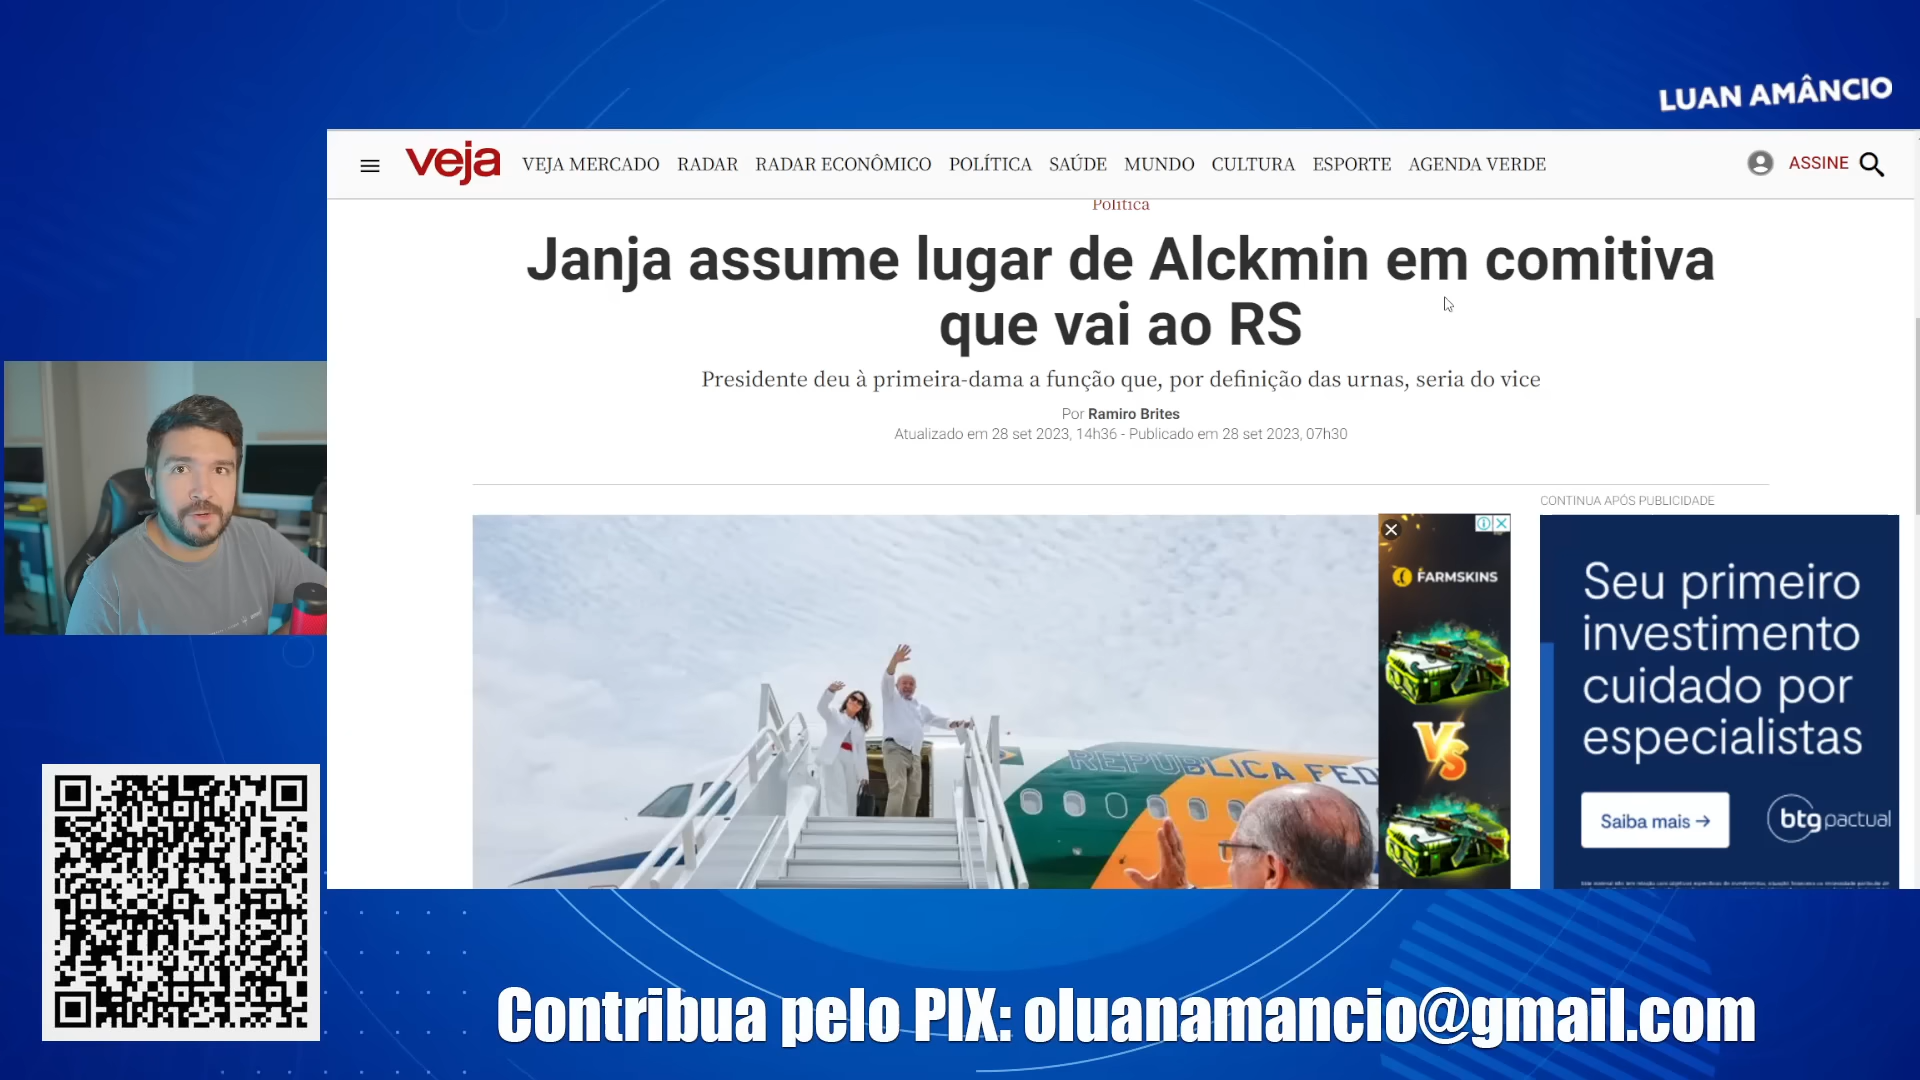 LUAN AMÂNCIO
veja VEJA MERCADO RADAR RADAR ECONÔMICO POLÍTICA SAÚDE MUNDO CULTURA ESPORTE AGENDA VERDE ASSINE
Política
Janja assume lugar de Alckmin em comitiva
que vai ao RS
Presidente deu à primeira-dama a função que, por definição das urnas, seria do vice
Por Ramiro Brites
Atualizado em 28 set 2023, 14h36 - Publicado em 28 set 2023, 07h30
CONTINUA APÓS PUBLICIDADE
FARMSKINS
VS
REPUBLICA FED
Seu primeiro
investimento
cuidado por
especialistas
Saiba mais →
btg pactual
Contribua pelo PIX: oluanamancio@gmail.com